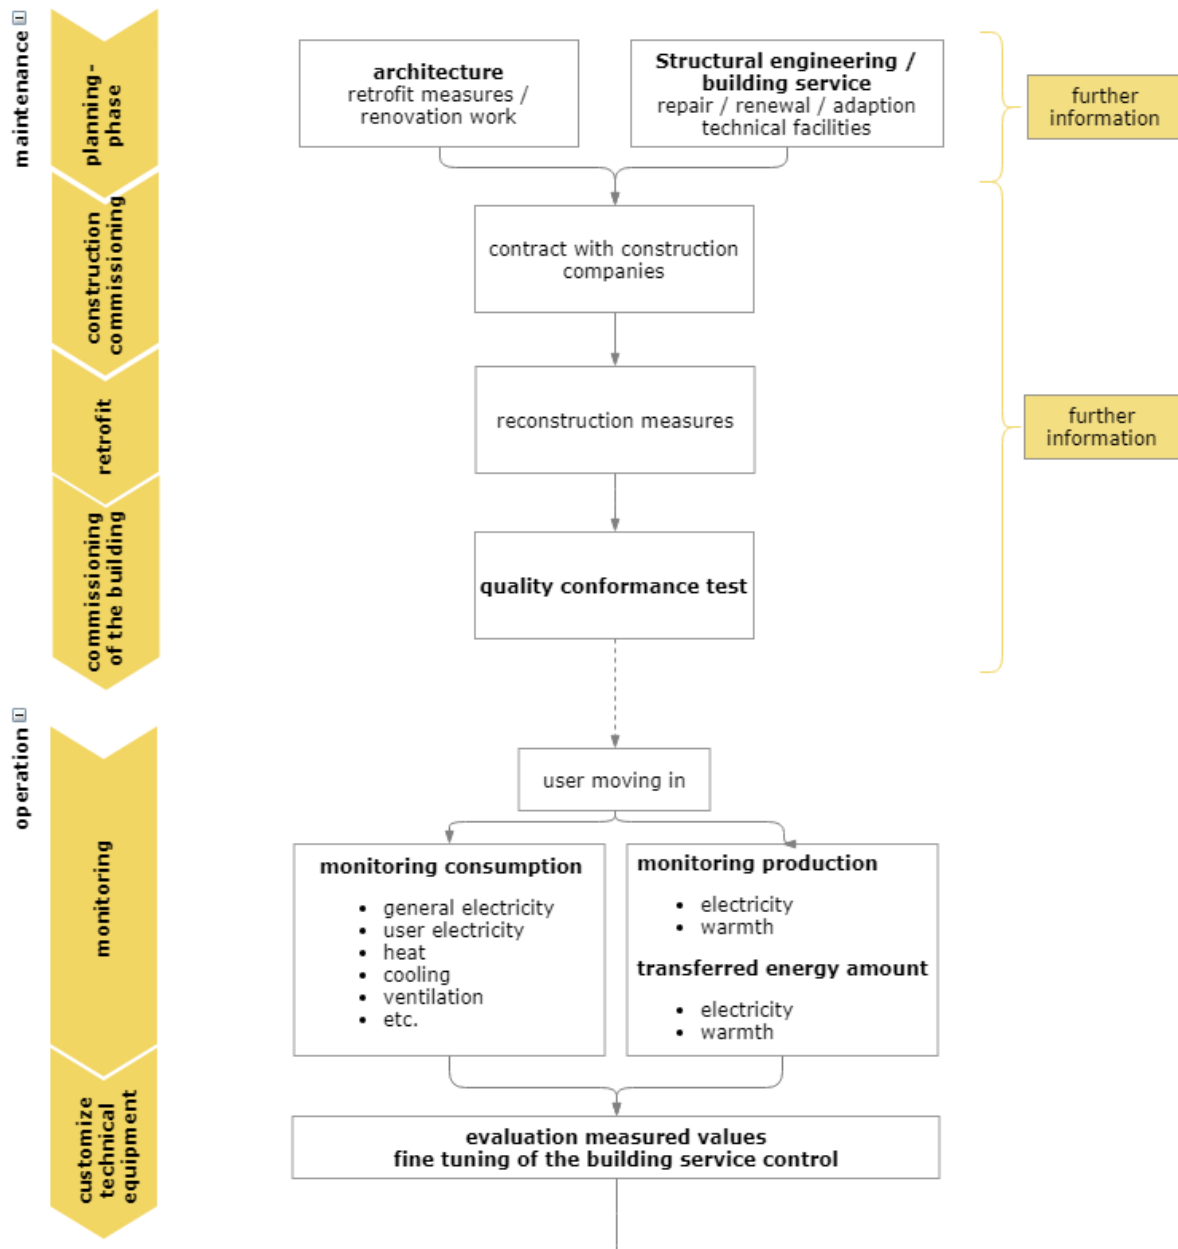 maintenance
planning-
phase
architecture
retrofit measures /
renovation work
Structural engineering /
building service
repair / renewal / adaption
technical facilities
further
information
construction
commissioning
contract with construction
companies
retrofit
reconstruction measures
further
information
commissioning
of the building
quality conformance test
operation
user moving in
monitoring
monitoring consumption
• general electricity
• user electricity
• heat
• cooling
• ventilation
• etc.
monitoring production
• electricity
• warmth
transferred energy amount
• electricity
• warmth
customize
technical
equipment
evaluation measured values
fine tuning of the building service control